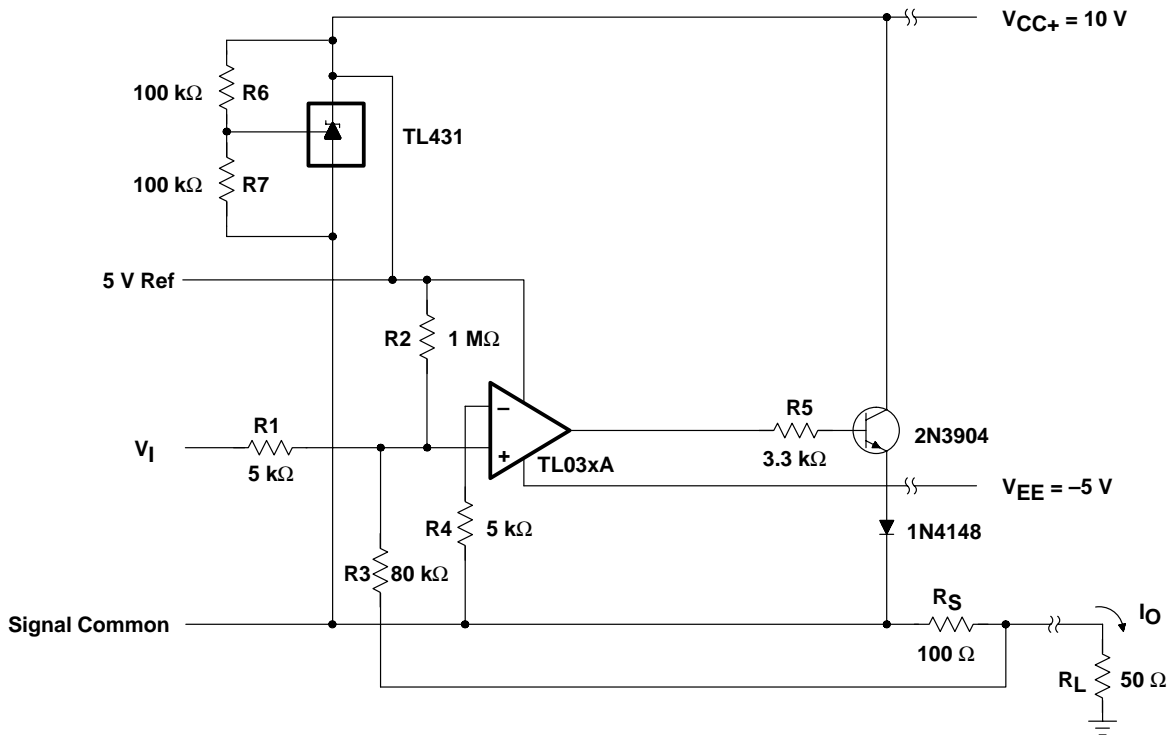 VCC+ = 10 V
100 kΩ R6
TL431
100 kΩ R7
5 V Ref
R2 1 MΩ
R1
VI
5 kΩ
−
+
TL03xA
R5
3.3 kΩ
2N3904
VEE = –5 V
R4 5 kΩ
1N4148
R3 80 kΩ
Signal Common
RS
100 Ω
IO
RL 50 Ω